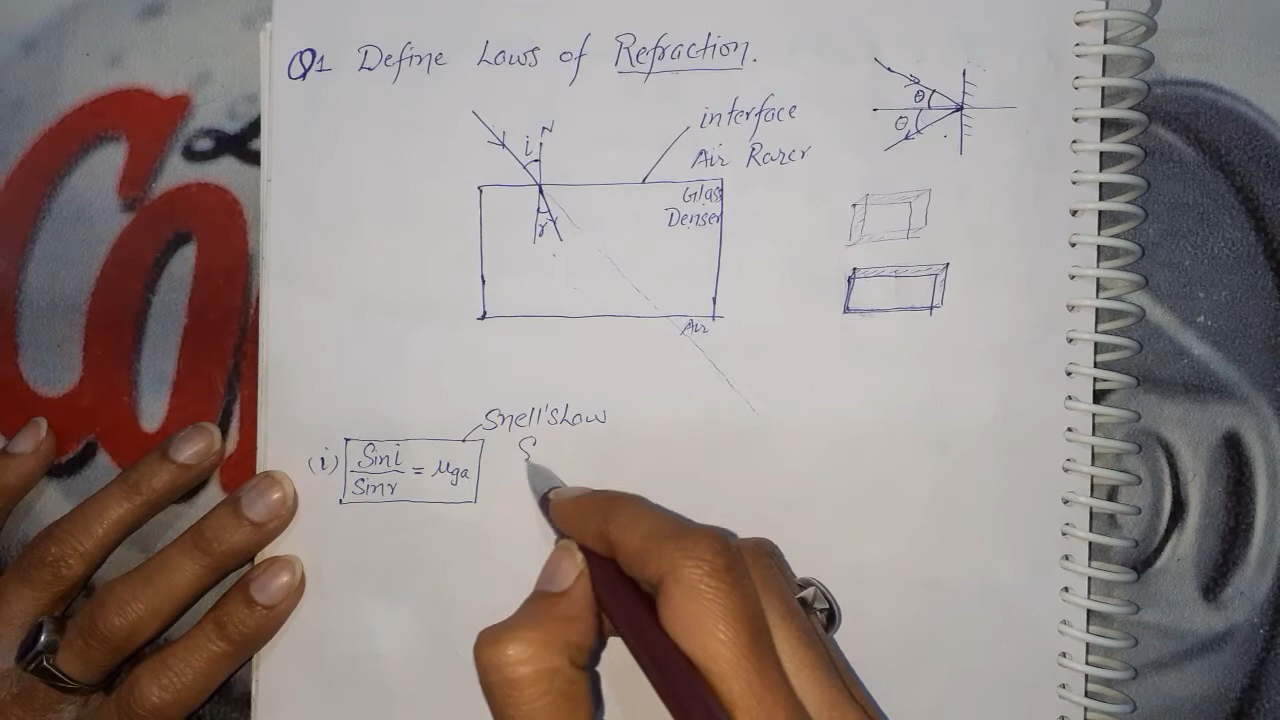 Q1 Define Laws of Refraction.
interface
Air Rarer
N
i
Glass
Denser
r
Air
θ
θ
Snell's Law
(i) Sin i / Sin r = μga
S